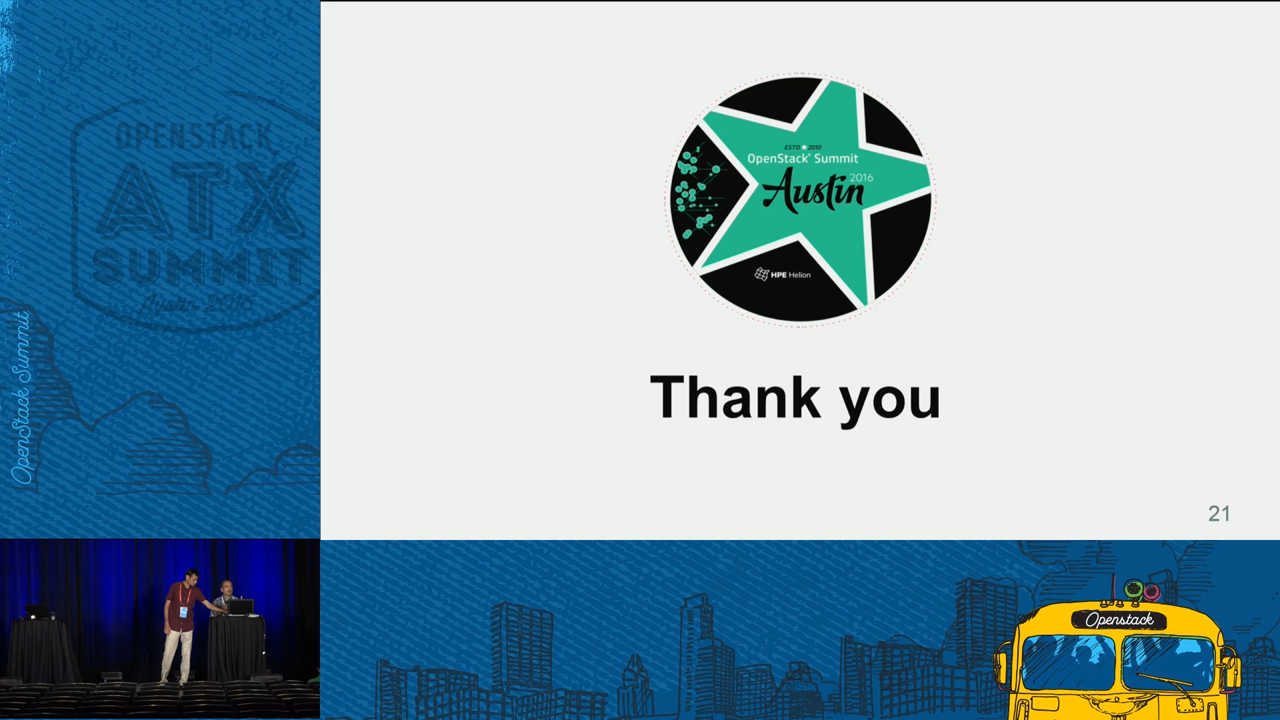 OPENSTACK
ATX
SUMMIT
Austin 2016
OpenStack Summit
ESTD 2010
OpenStack® Summit
Austin 2016
HPE Helion
Thank you
21
Openstack